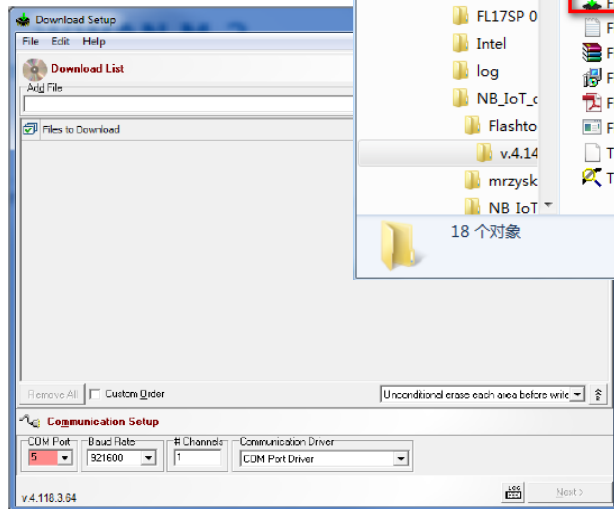 Download Setup
File Edit Help
Download List
Add File
Files to Download
Remove All
Custom Order
Unconditional erase each area before write
Communication Setup
COM Port
Baud Rate
# Channels
Communication Driver
5
921600
1
COM Port Driver
v.4.118.3.64
LOG
Next >
FL17SP 0
Intel
log
NB_IoT_c
Flashto
v.4.14
mrzysk
NB IoT
18 个对象
F
F
F
F
F
F
T
T